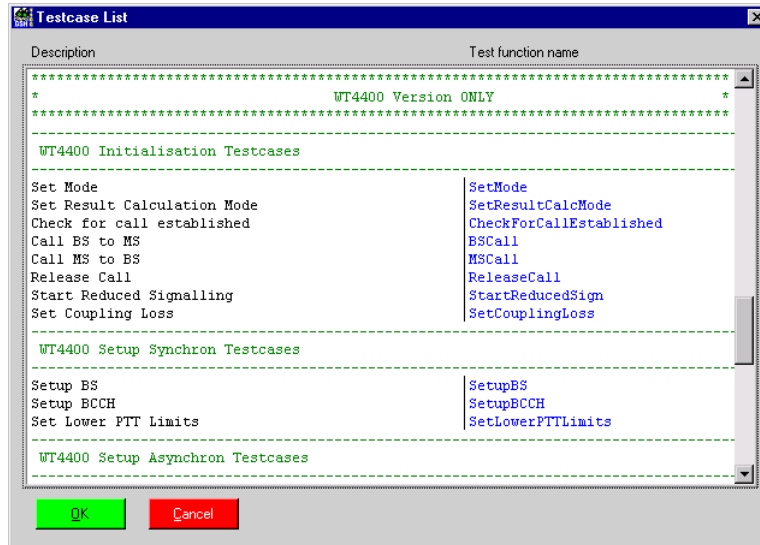 Testcase List
Description Test function name
************************************************************************************
* WT4400 Version ONLY *
************************************************************************************
------------------------------------------------------------------------------------
WT4400 Initialisation Testcases
------------------------------------------------------------------------------------
Set Mode SetMode
Set Result Calculation Mode SetResultCalcMode
Check for call established CheckForCallEstablished
Call BS to MS BSCall
Call MS to BS MSCall
Release Call ReleaseCall
Start Reduced Signalling StartReducedSign
Set Coupling Loss SetCouplingLoss
------------------------------------------------------------------------------------
WT4400 Setup Synchron Testcases
------------------------------------------------------------------------------------
Setup BS SetupBS
Setup BCCH SetupBCCH
Set Lower PTT Limits SetLowerPTTLimits
------------------------------------------------------------------------------------
WT4400 Setup Asynchron Testcases
------------------------------------------------------------------------------------
OK Cancel